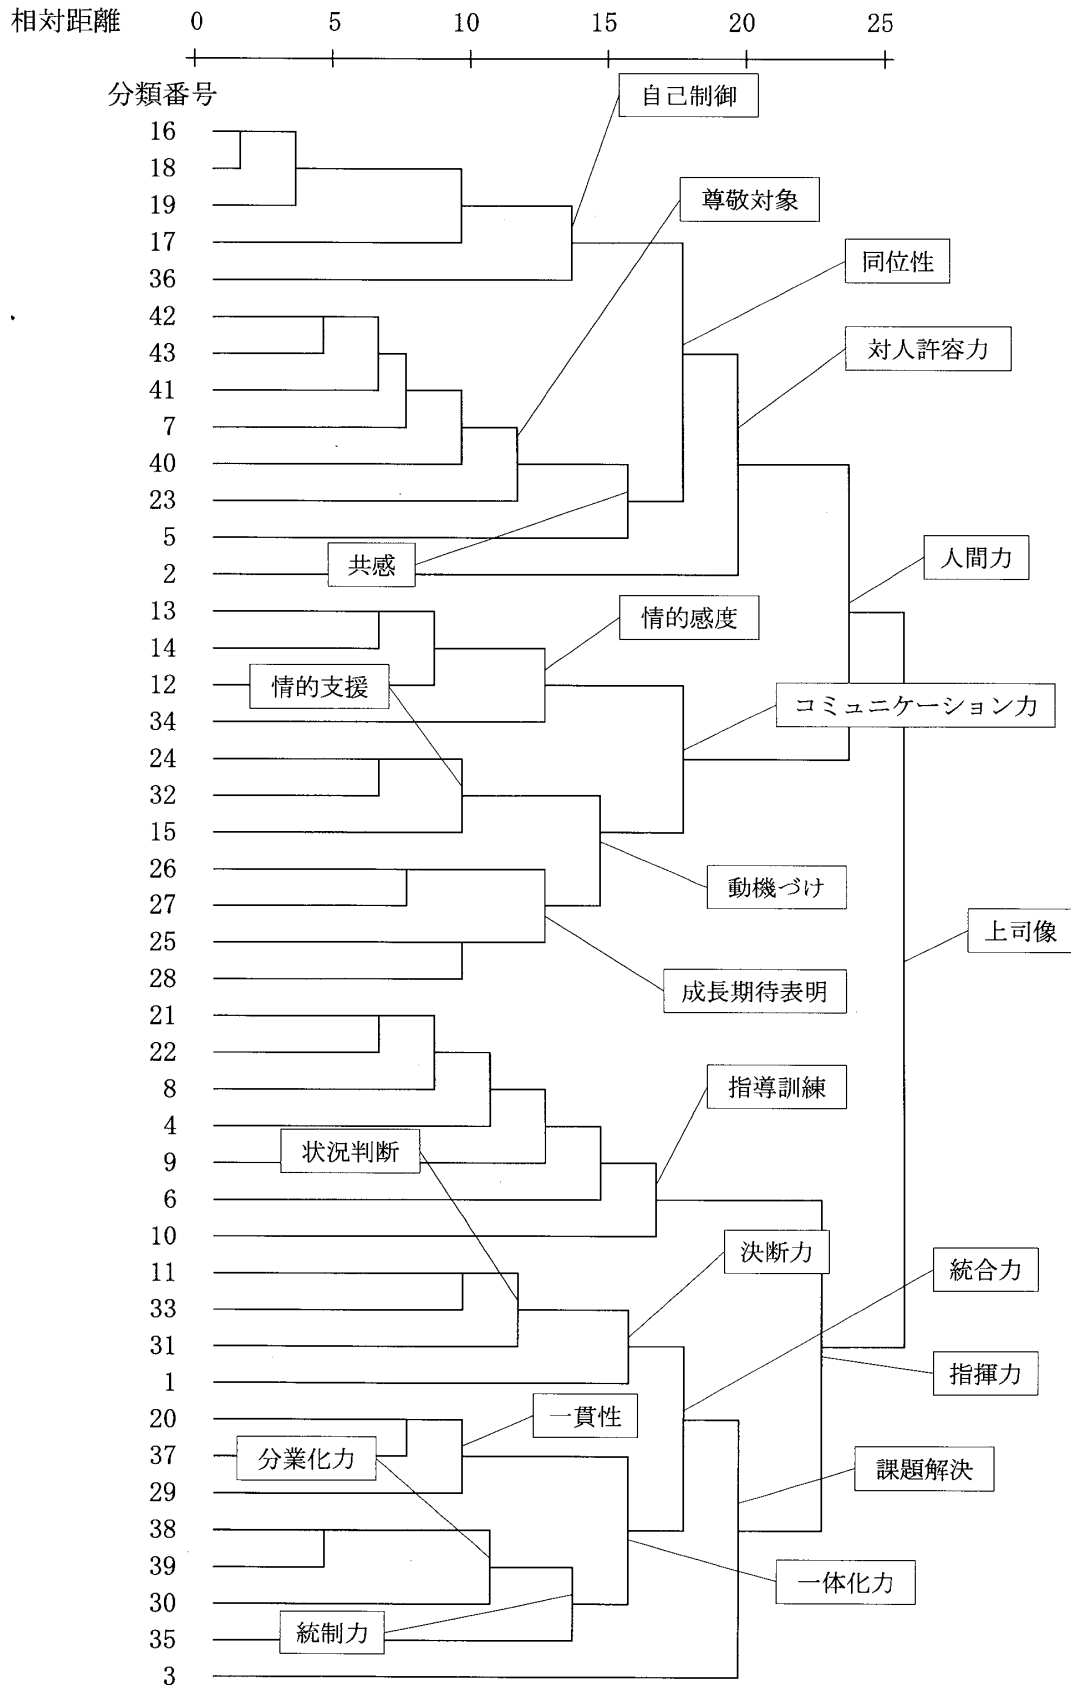 相対距離 0 5 10 15 20 25
分類番号
自己制御
16
18
尊敬対象
19
17
同位性
36
42
対人許容力
43
41
7
40
23
5
人間力
共感
2
13
情的感度
14
情的支援
12
コミュニケーション力
34
24
32
15
26
動機づけ
27
上司像
25
28
成長期待表明
21
22
指導訓練
8
4
状況判断
9
6
10
決断力
11
統合力
33
31
指揮力
1
20
一貫性
37
分業化力
課題解決
29
38
39
一体化力
30
統制力
35
3